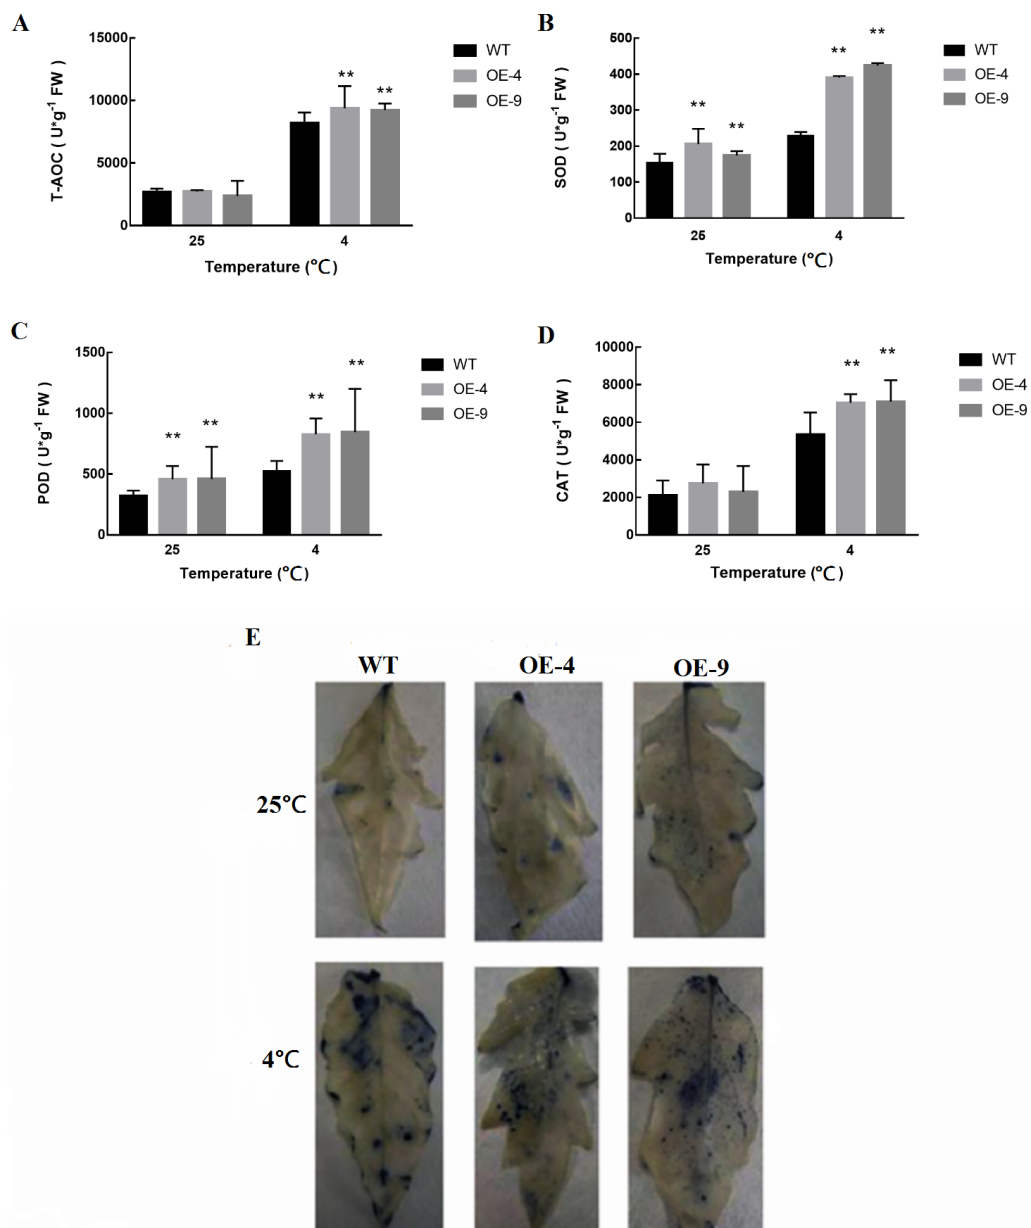 A
T-AOC ( U*g⁻¹ FW)
15000
10000
5000
0
** **
25 4
Temperature (℃)
WT
OE-4
OE-9
B
SOD ( U*g⁻¹ FW)
500
400
300
200
100
0
** ** ** **
25 4
Temperature (℃)
WT
OE-4
OE-9
C
POD ( U*g⁻¹ FW )
1500
1000
500
0
** ** ** **
25 4
Temperature (℃)
WT
OE-4
OE-9
D
CAT ( U*g⁻¹ FW )
10000
8000
6000
4000
2000
0
** **
25 4
Temperature (℃)
WT
OE-4
OE-9
E
WT OE-4 OE-9
25℃
4℃